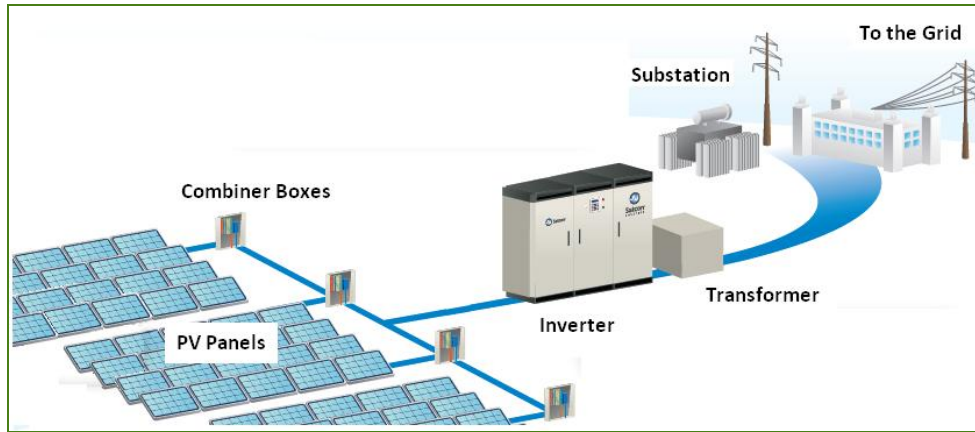 To the Grid
Substation
Combiner Boxes
Transformer
Inverter
PV Panels